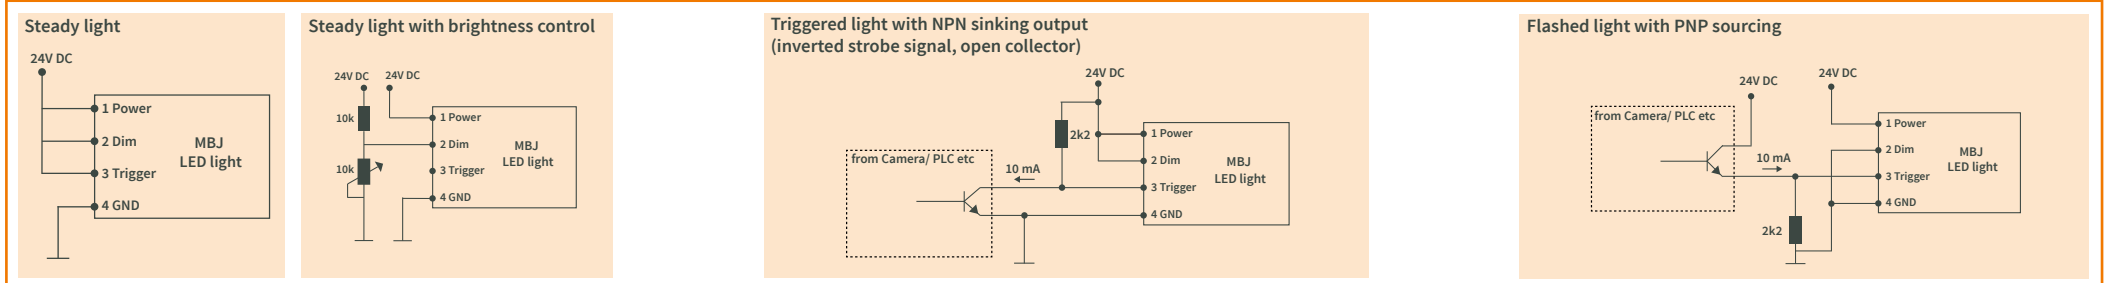 Steady light
24V DC
1 Power
2 Dim
3 Trigger
4 GND
MBJ
LED light
Steady light with brightness control
24V DC
24V DC
10k
10k
1 Power
2 Dim
3 Trigger
4 GND
MBJ
LED light
Triggered light with NPN sinking output
(inverted strobe signal, open collector)
24V DC
2k2
from Camera/ PLC etc
10 mA
1 Power
2 Dim
3 Trigger
4 GND
MBJ
LED light
Flashed light with PNP sourcing
24V DC
24V DC
from Camera/ PLC etc
10 mA
2k2
1 Power
2 Dim
3 Trigger
4 GND
MBJ
LED light